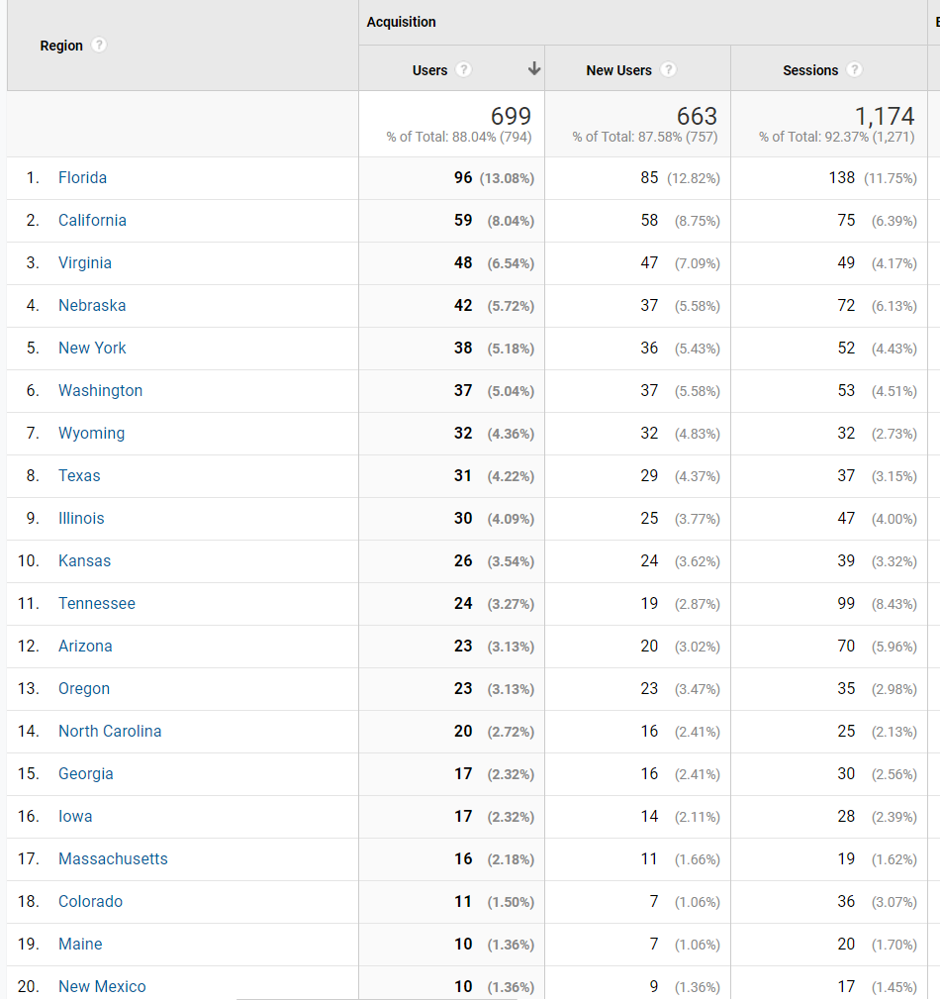 Acquisition
Region ?
Users ? New Users ? Sessions ?
699 663 1,174
% of Total: 88.04% (794) % of Total: 87.58% (757) % of Total: 92.37% (1,271)
1. Florida 96 (13.08%) 85 (12.82%) 138 (11.75%)
2. California 59 (8.04%) 58 (8.75%) 75 (6.39%)
3. Virginia 48 (6.54%) 47 (7.09%) 49 (4.17%)
4. Nebraska 42 (5.72%) 37 (5.58%) 72 (6.13%)
5. New York 38 (5.18%) 36 (5.43%) 52 (4.43%)
6. Washington 37 (5.04%) 37 (5.58%) 53 (4.51%)
7. Wyoming 32 (4.36%) 32 (4.83%) 32 (2.73%)
8. Texas 31 (4.22%) 29 (4.37%) 37 (3.15%)
9. Illinois 30 (4.09%) 25 (3.77%) 47 (4.00%)
10. Kansas 26 (3.54%) 24 (3.62%) 39 (3.32%)
11. Tennessee 24 (3.27%) 19 (2.87%) 99 (8.43%)
12. Arizona 23 (3.13%) 20 (3.02%) 70 (5.96%)
13. Oregon 23 (3.13%) 23 (3.47%) 35 (2.98%)
14. North Carolina 20 (2.72%) 16 (2.41%) 25 (2.13%)
15. Georgia 17 (2.32%) 16 (2.41%) 30 (2.56%)
16. Iowa 17 (2.32%) 14 (2.11%) 28 (2.39%)
17. Massachusetts 16 (2.18%) 11 (1.66%) 19 (1.62%)
18. Colorado 11 (1.50%) 7 (1.06%) 36 (3.07%)
19. Maine 10 (1.36%) 7 (1.06%) 20 (1.70%)
20. New Mexico 10 (1.36%) 9 (1.36%) 17 (1.45%)